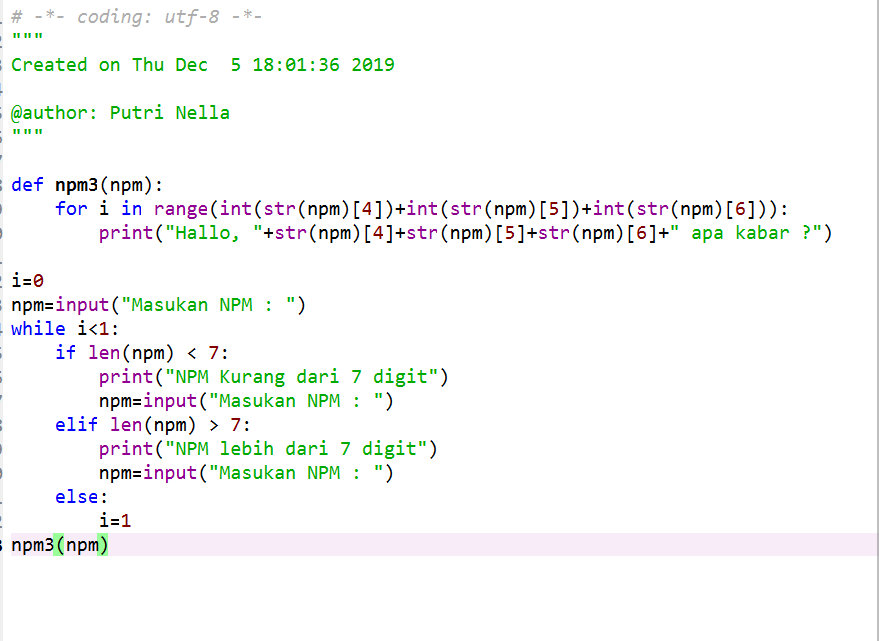 # -*- coding: utf-8 -*-
"""
Created on Thu Dec  5 18:01:36 2019

@author: Putri Nella
"""

def npm3(npm):
    for i in range(int(str(npm)[4])+int(str(npm)[5])+int(str(npm)[6])):
        print("Hallo, "+str(npm)[4]+str(npm)[5]+str(npm)[6]+" apa kabar ?")

i=0
npm=input("Masukan NPM : ")
while i<1:
    if len(npm) < 7:
        print("NPM Kurang dari 7 digit")
        npm=input("Masukan NPM : ")
    elif len(npm) > 7:
        print("NPM lebih dari 7 digit")
        npm=input("Masukan NPM : ")
    else:
        i=1
npm3(npm)